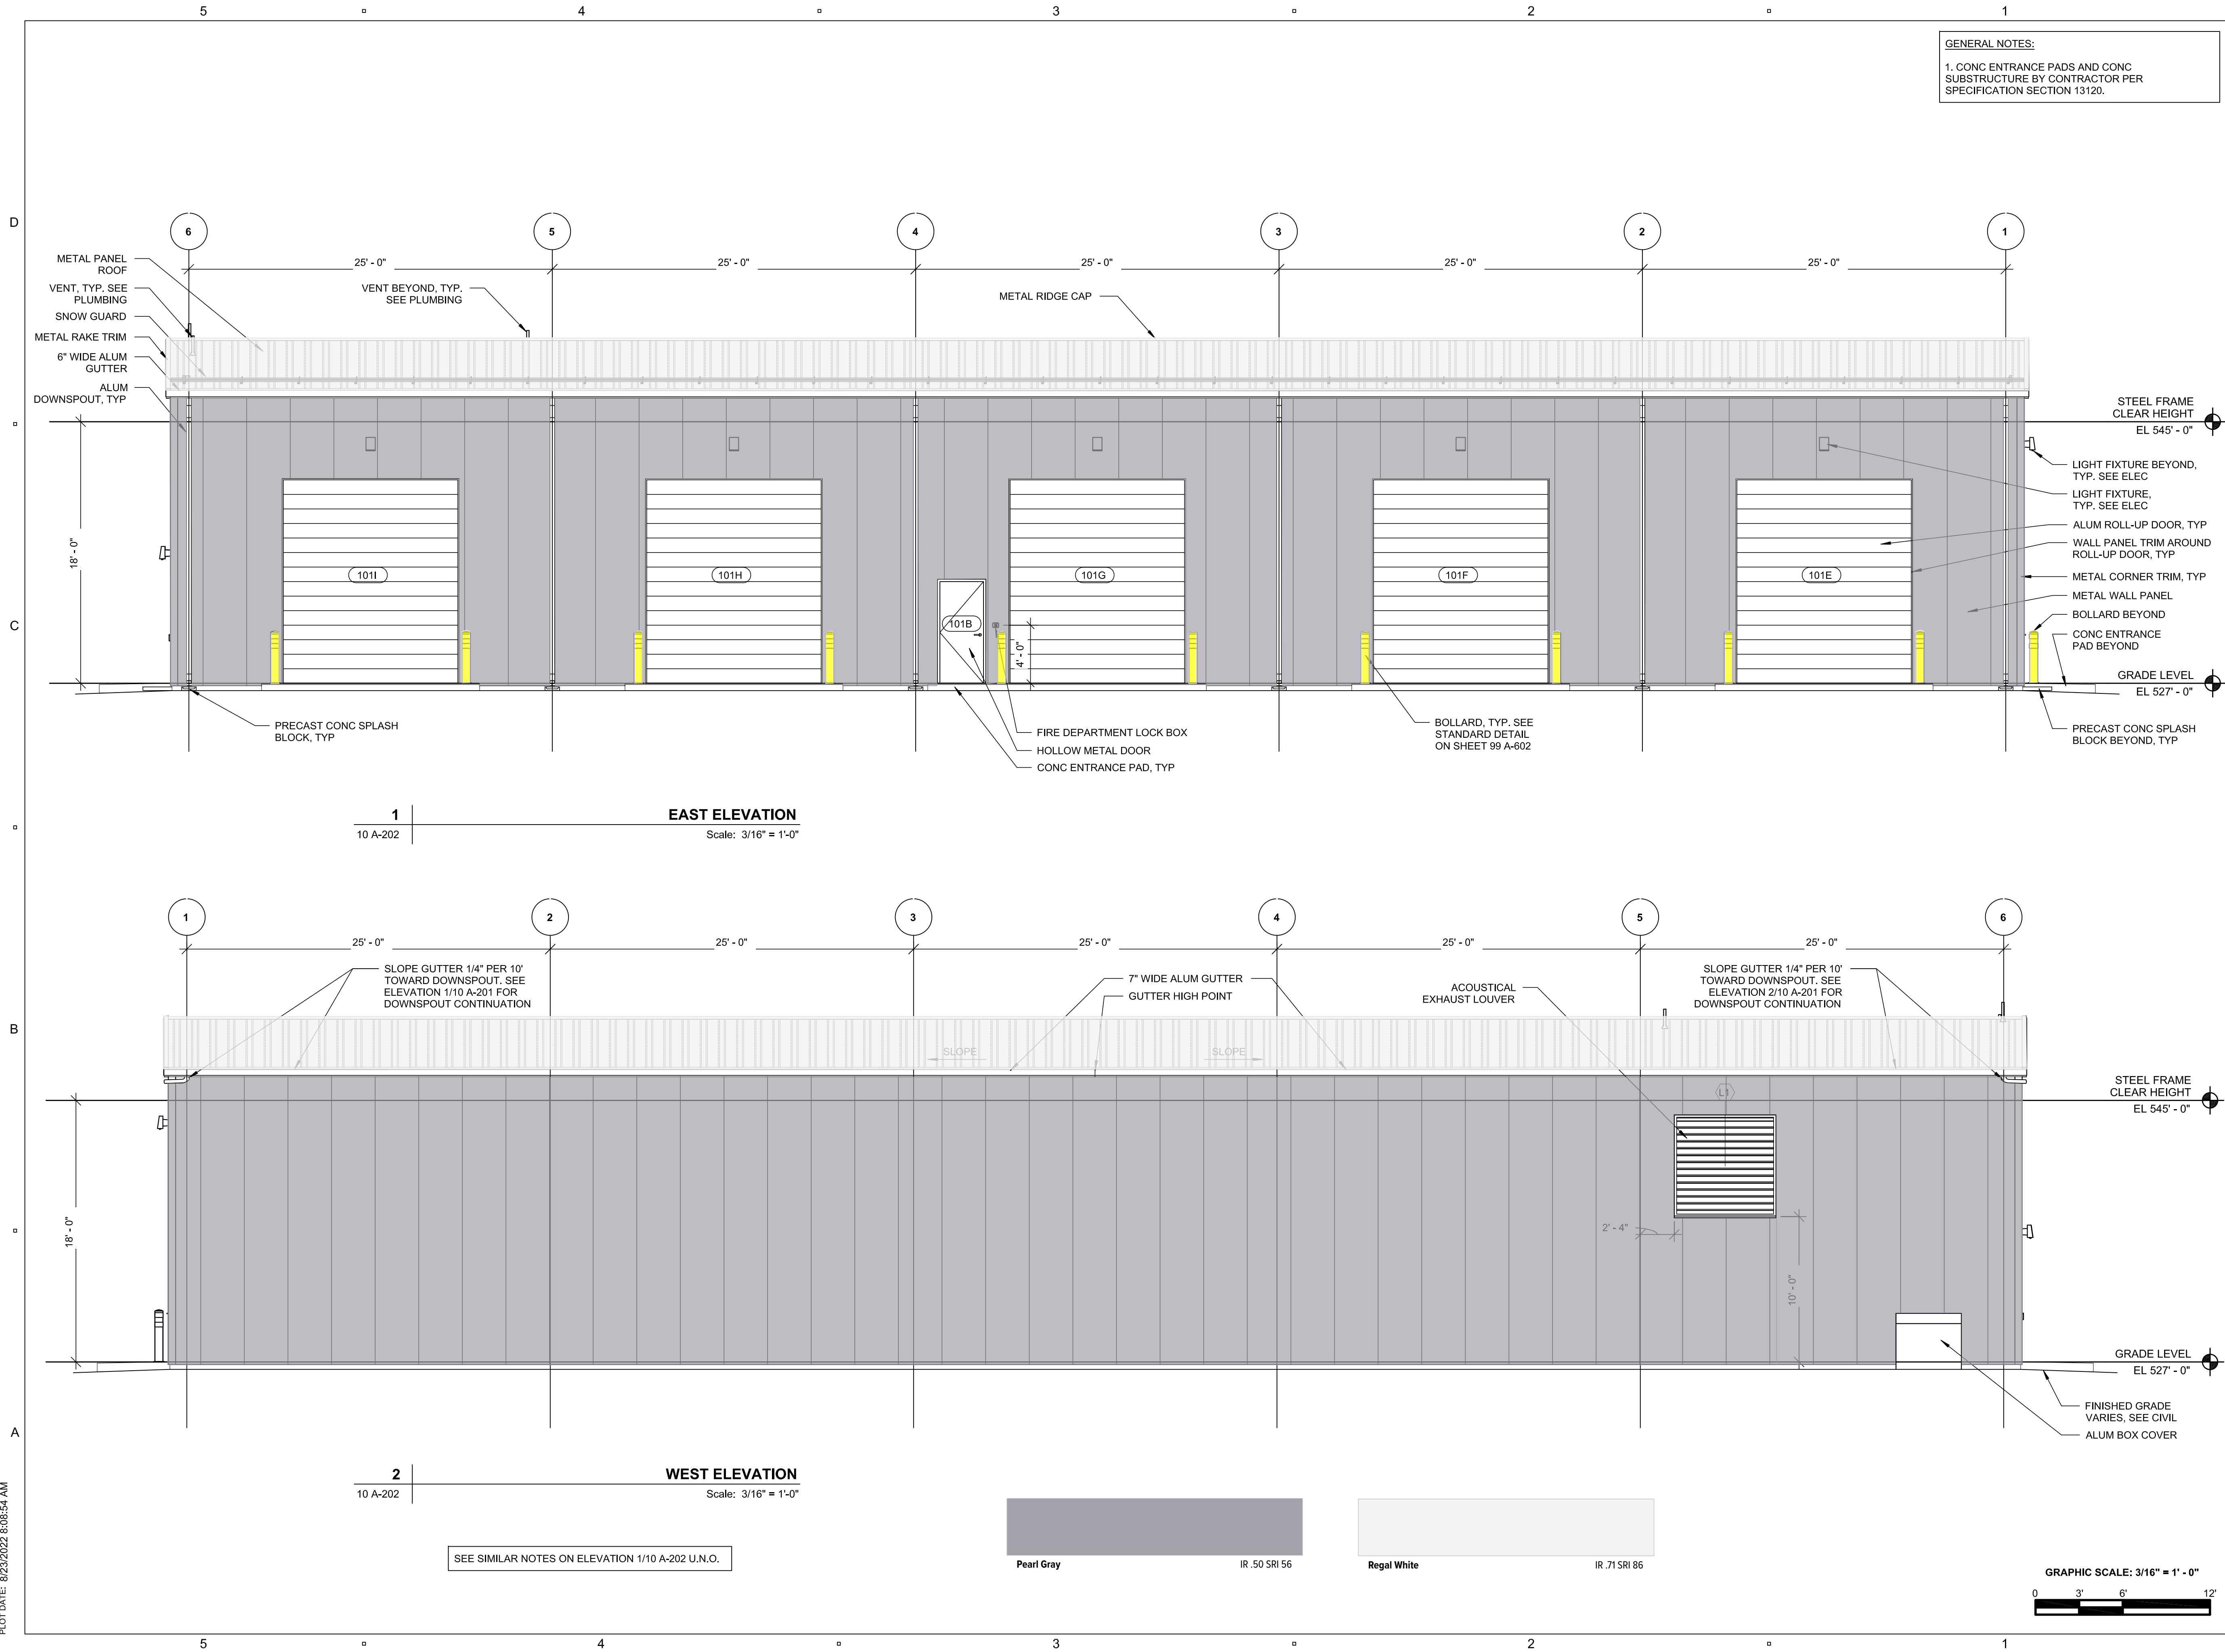 5
4
3
2
1
GENERAL NOTES:
1. CONC ENTRANCE PADS AND CONC
SUBSTRUCTURE BY CONTRACTOR PER
SPECIFICATION SECTION 13120.
D
6
5
4
3
2
1
25' - 0"
25' - 0"
25' - 0"
25' - 0"
25' - 0"
METAL PANEL
ROOF
VENT, TYP. SEE
PLUMBING
SNOW GUARD
METAL RAKE TRIM
6" WIDE ALUM
GUTTER
ALUM
DOWNSPOUT, TYP
VENT BEYOND, TYP.
SEE PLUMBING
METAL RIDGE CAP
STEEL FRAME
CLEAR HEIGHT
EL 545' - 0"
LIGHT FIXTURE BEYOND,
TYP. SEE ELEC
LIGHT FIXTURE,
TYP. SEE ELEC
ALUM ROLL-UP DOOR, TYP
WALL PANEL TRIM AROUND
ROLL-UP DOOR, TYP
METAL CORNER TRIM, TYP
METAL WALL PANEL
BOLLARD BEYOND
CONC ENTRANCE
PAD BEYOND
GRADE LEVEL
EL 527' - 0"
PRECAST CONC SPLASH
BLOCK BEYOND, TYP
18' - 0"
101I
101H
101G
101F
101E
101B
4' - 0"
C
PRECAST CONC SPLASH
BLOCK, TYP
FIRE DEPARTMENT LOCK BOX
HOLLOW METAL DOOR
CONC ENTRANCE PAD, TYP
BOLLARD, TYP. SEE
STANDARD DETAIL
ON SHEET 99 A-602
1
EAST ELEVATION
10 A-202
Scale: 3/16" = 1'-0"
1
2
3
4
5
6
25' - 0"
25' - 0"
25' - 0"
25' - 0"
25' - 0"
SLOPE GUTTER 1/4" PER 10'
TOWARD DOWNSPOUT. SEE
ELEVATION 1/10 A-201 FOR
DOWNSPOUT CONTINUATION
7" WIDE ALUM GUTTER
GUTTER HIGH POINT
ACOUSTICAL
EXHAUST LOUVER
SLOPE GUTTER 1/4" PER 10'
TOWARD DOWNSPOUT. SEE
ELEVATION 2/10 A-201 FOR
DOWNSPOUT CONTINUATION
B
SLOPE
SLOPE
L1
STEEL FRAME
CLEAR HEIGHT
EL 545' - 0"
18' - 0"
2' - 4"
10' - 0"
GRADE LEVEL
EL 527' - 0"
FINISHED GRADE
VARIES, SEE CIVIL
ALUM BOX COVER
A
2
WEST ELEVATION
10 A-202
Scale: 3/16" = 1'-0"
SEE SIMILAR NOTES ON ELEVATION 1/10 A-202 U.N.O.
Pearl Gray
IR .50 SRI 56
Regal White
IR .71 SRI 86
GRAPHIC SCALE: 3/16" = 1' - 0"
0
3'
6'
12'
PLOT DATE: 8/23/2022 8:08:54 AM
5
4
3
2
1